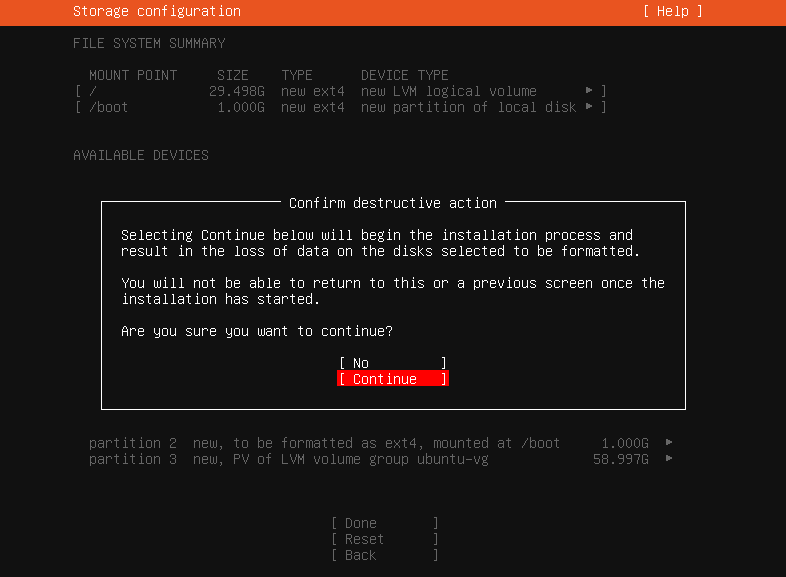 Storage configuration [ Help ]
FILE SYSTEM SUMMARY
MOUNT POINT SIZE TYPE DEVICE TYPE
[ / 29.498G new ext4 new LVM logical volume ▸ ]
[ /boot 1.000G new ext4 new partition of local disk ▸ ]
AVAILABLE DEVICES
Confirm destructive action
Selecting Continue below will begin the installation process and
result in the loss of data on the disks selected to be formatted.
You will not be able to return to this or a previous screen once the
installation has started.
Are you sure you want to continue?
[ No ]
[ Continue ]
partition 2 new, to be formatted as ext4, mounted at /boot 1.000G ▸
partition 3 new, PV of LVM volume group ubuntu-vg 58.997G ▸
[ Done ]
[ Reset ]
[ Back ]